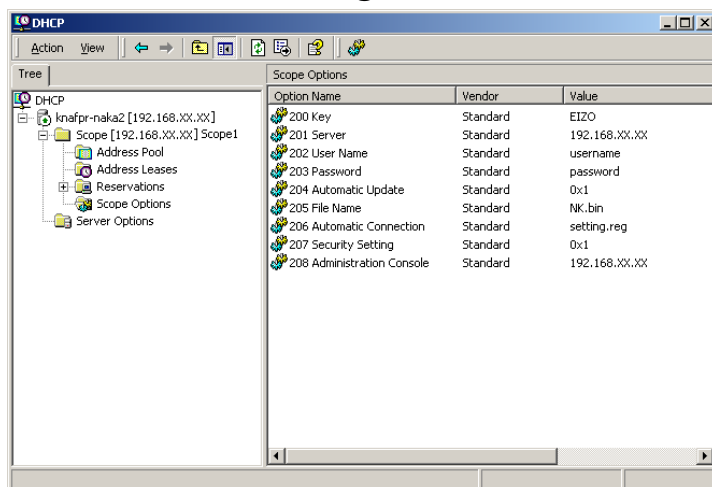 DHCP
Action View
Tree
Scope Options
DHCP
knafpr-naka2 [192.168.XX.XX]
Scope [192.168.XX.XX] Scope1
Address Pool
Address Leases
Reservations
Scope Options
Server Options
Option Name Vendor Value
200 Key Standard EIZO
201 Server Standard 192.168.XX.XX
202 User Name Standard username
203 Password Standard password
204 Automatic Update Standard 0x1
205 File Name Standard NK.bin
206 Automatic Connection Standard setting.reg
207 Security Setting Standard 0x1
208 Administration Console Standard 192.168.XX.XX